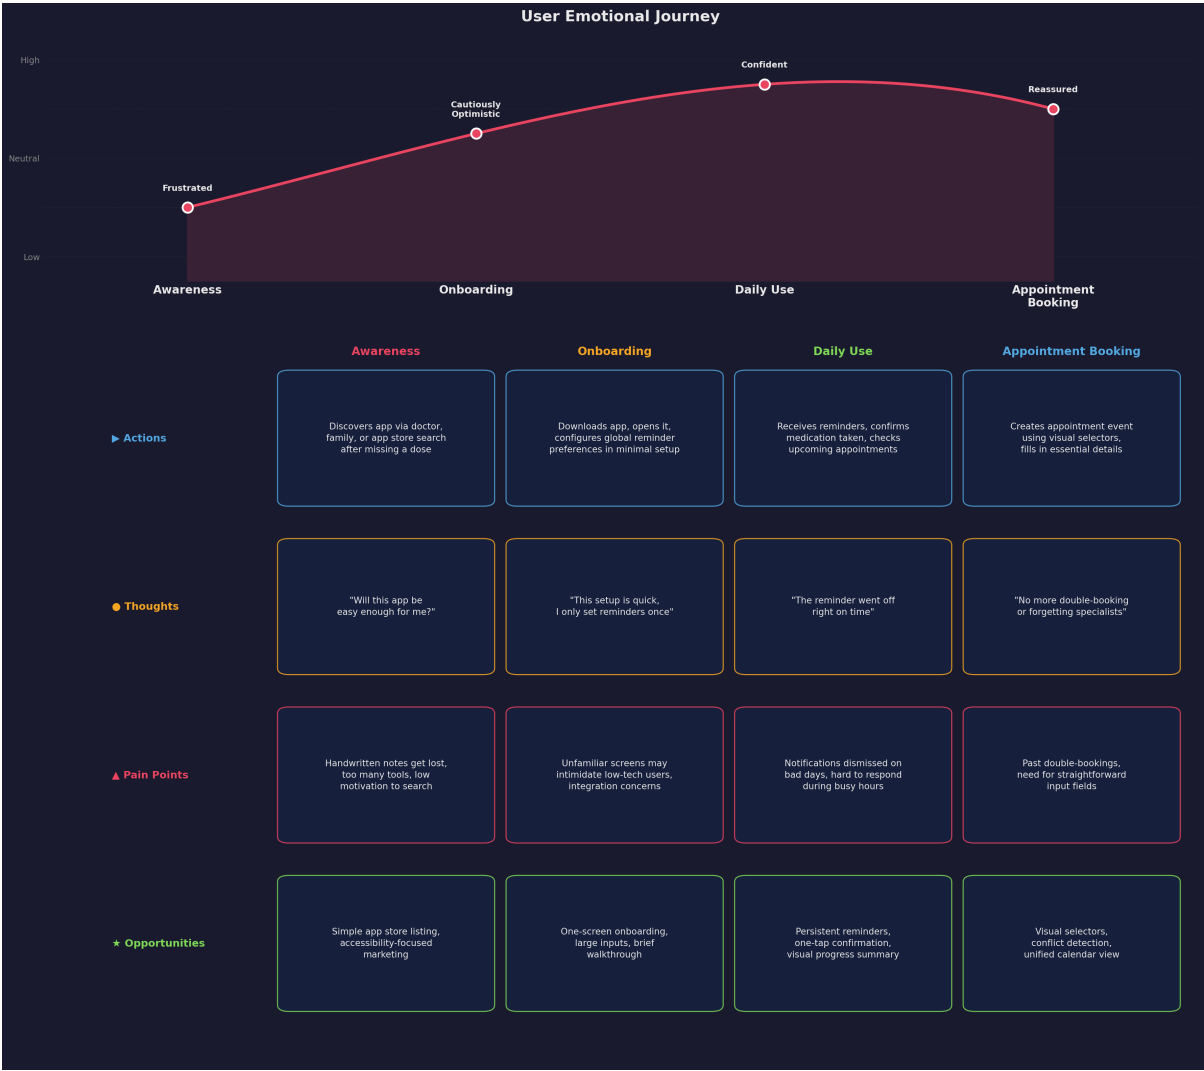 User Emotional Journey
High
Neutral
Low
Frustrated
Cautiously
Optimistic
Confident
Reassured
Awareness
Onboarding
Daily Use
Appointment
Booking
Awareness
Onboarding
Daily Use
Appointment Booking
▶ Actions
Discovers app via doctor,
family, or app store search
after missing a dose
Downloads app, opens it,
configures global reminder
preferences in minimal setup
Receives reminders, confirms
medication taken, checks
upcoming appointments
Creates appointment event
using visual selectors,
fills in essential details
● Thoughts
"Will this app be
easy enough for me?"
"This setup is quick,
I only set reminders once"
"The reminder went off
right on time"
"No more double-booking
or forgetting specialists"
▲ Pain Points
Handwritten notes get lost,
too many tools, low
motivation to search
Unfamiliar screens may
intimidate low-tech users,
integration concerns
Notifications dismissed on
bad days, hard to respond
during busy hours
Past double-bookings,
need for straightforward
input fields
★ Opportunities
Simple app store listing,
accessibility-focused
marketing
One-screen onboarding,
large inputs, brief
walkthrough
Persistent reminders,
one-tap confirmation,
visual progress summary
Visual selectors,
conflict detection,
unified calendar view